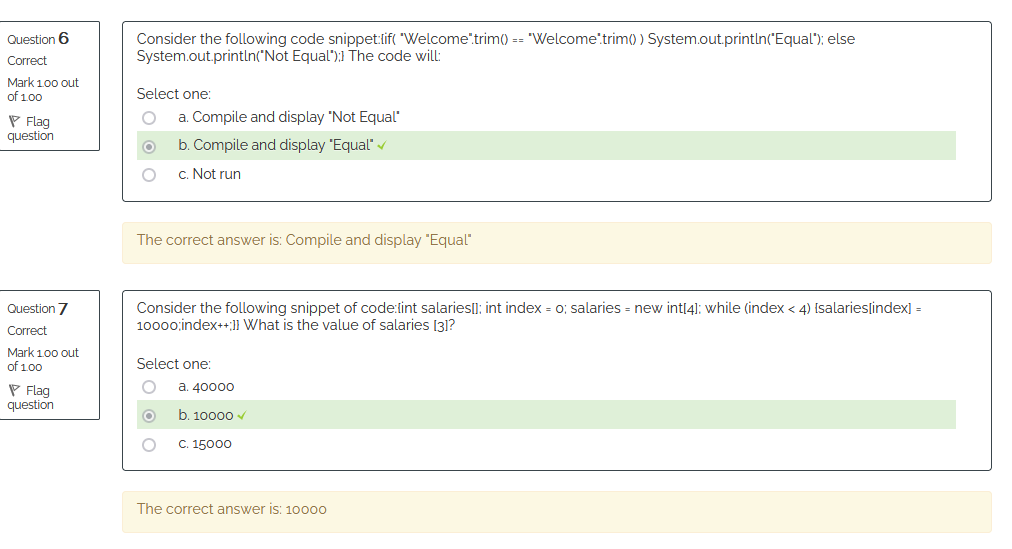 Question 6
Correct
Mark 1.00 out
of 1.00
Flag
question
Consider the following code snippet:{if( "Welcome".trim() == "Welcome".trim() ) System.out.println("Equal"); else
System.out.println("Not Equal");} The code will:
Select one:
a. Compile and display "Not Equal"
b. Compile and display "Equal"
c. Not run
The correct answer is: Compile and display "Equal"
Question 7
Correct
Mark 1.00 out
of 1.00
Flag
question
Consider the following snippet of code:{int salaries[]; int index = 0; salaries = new int[4]; while (index < 4) {salaries[index] =
10000;index++;}} What is the value of salaries [3]?
Select one:
a. 40000
b. 10000
c. 15000
The correct answer is: 10000